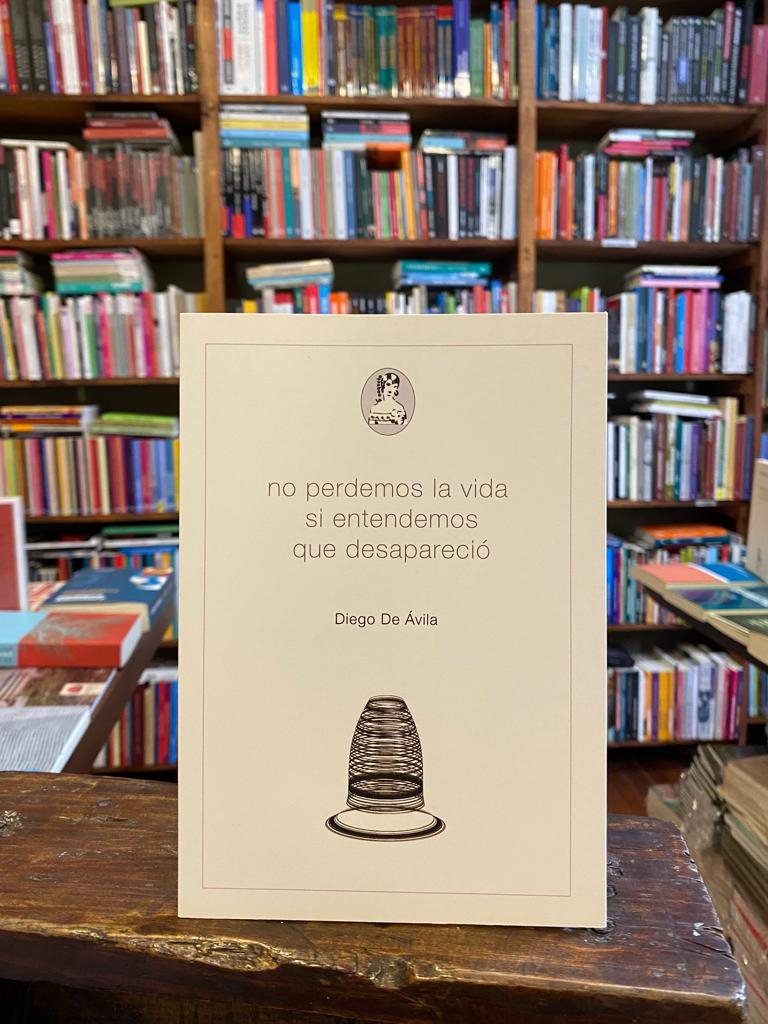 no perdemos la vida
si entendemos
que desapareció
Diego De Ávila